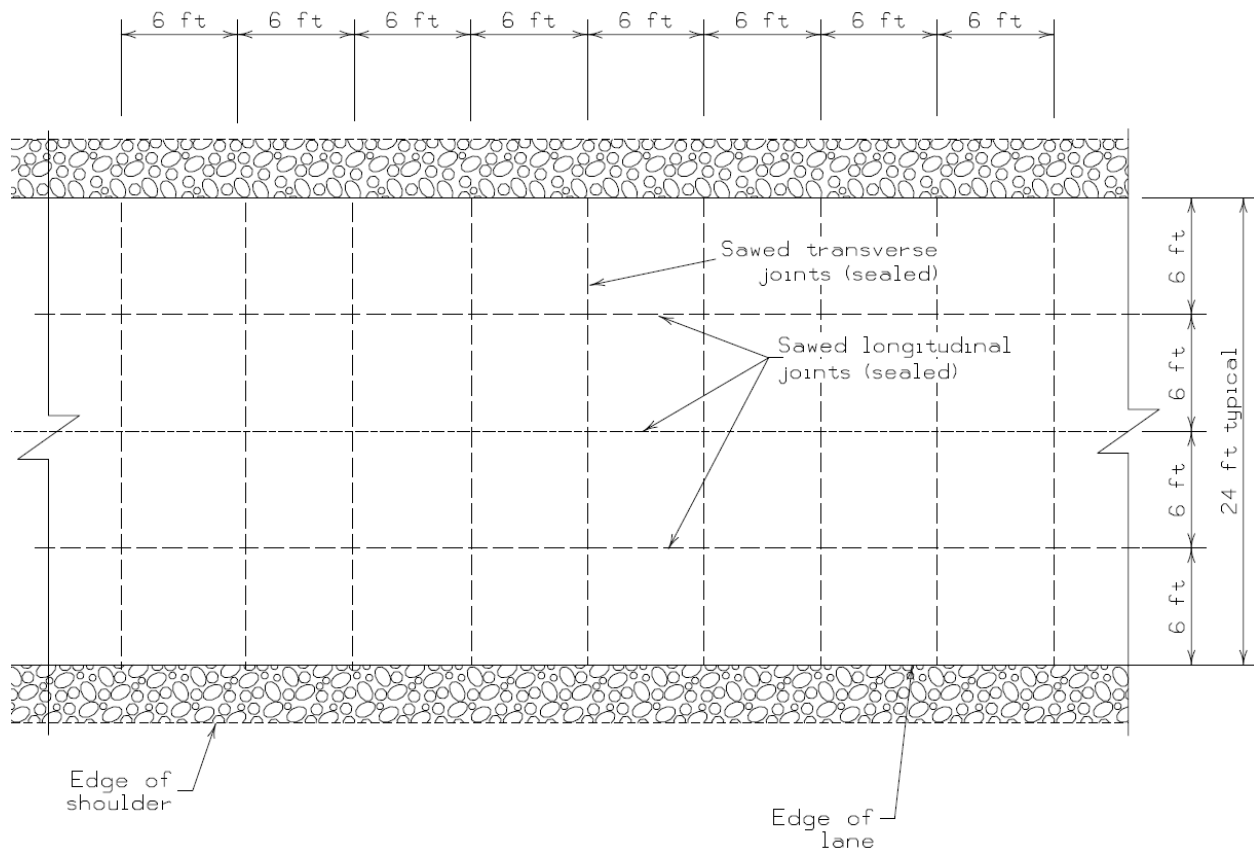 6 ft 6 ft 6 ft 6 ft 6 ft 6 ft 6 ft 6 ft
Sawed transverse
joints (sealed)
Sawed longitudinal
joints (sealed)
6 ft
6 ft
6 ft
6 ft
24 ft typical
Edge of
shoulder
Edge of
lane